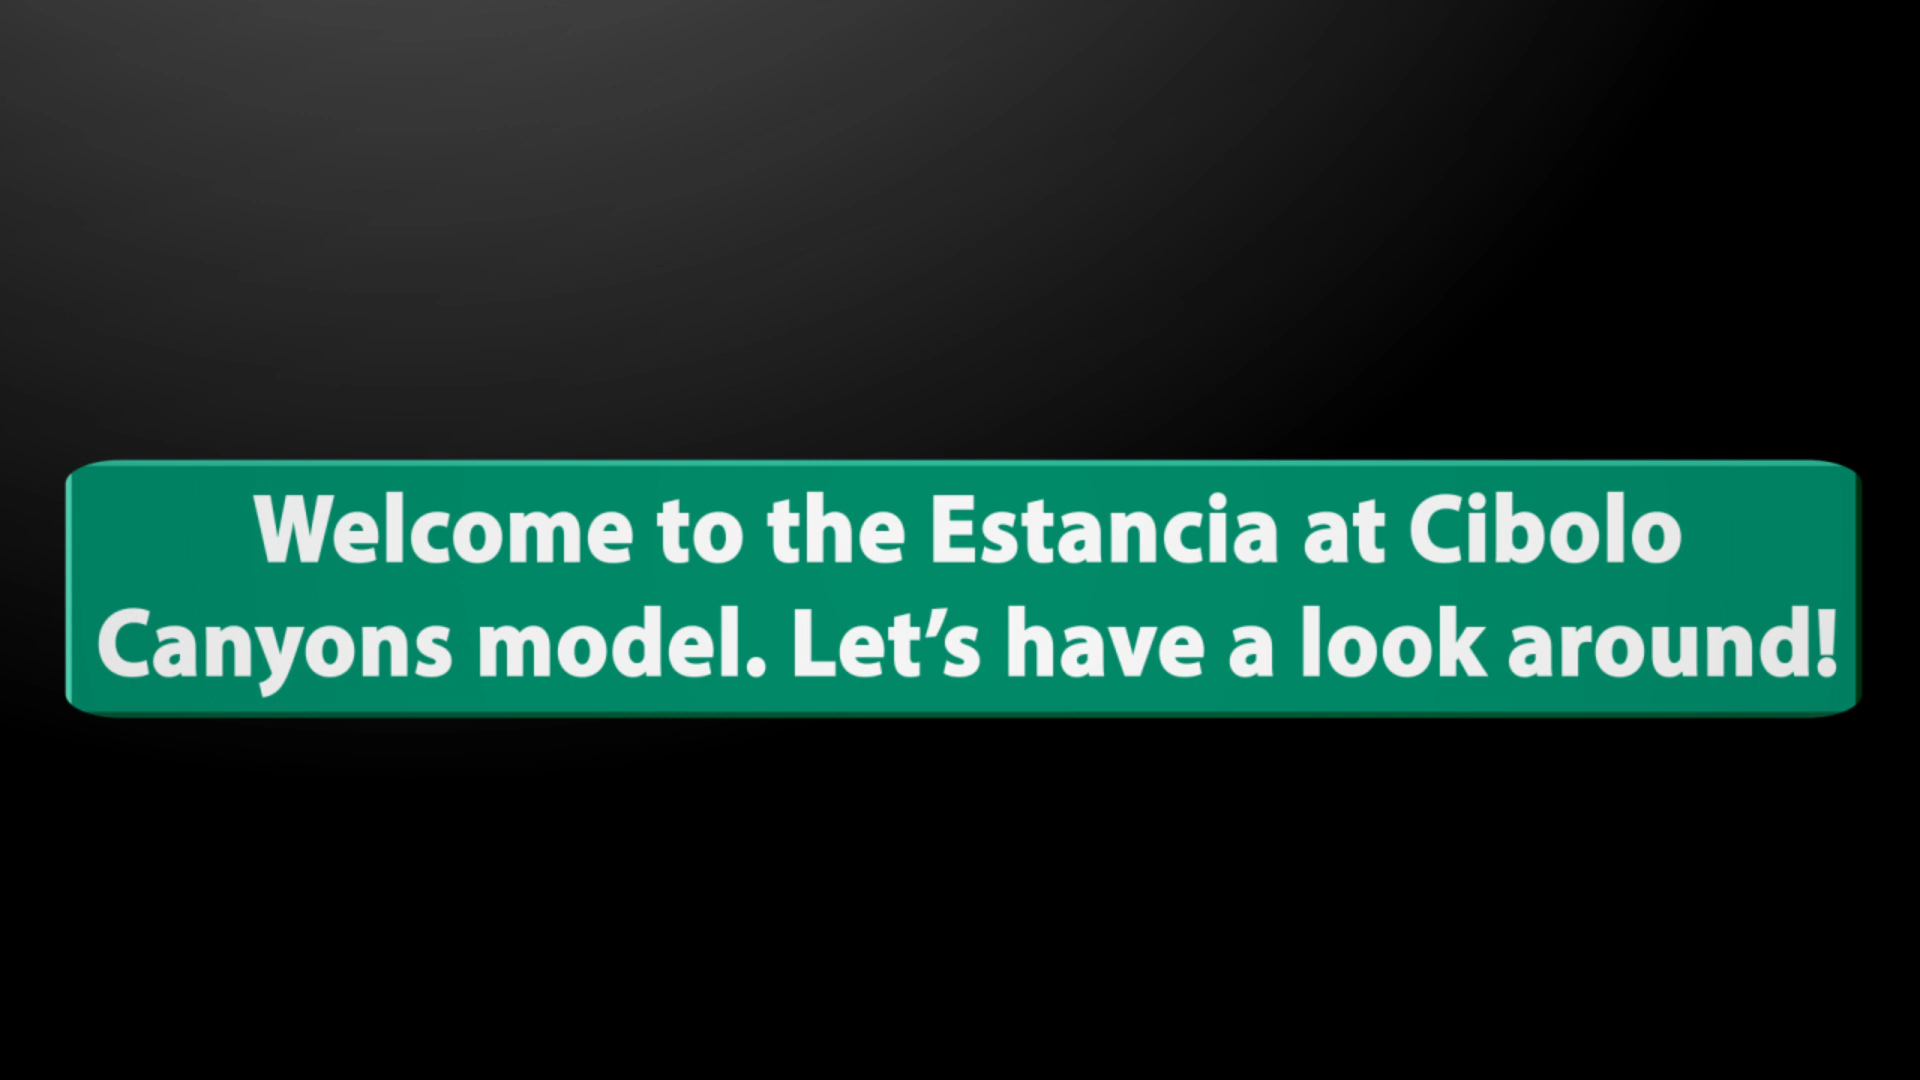 Welcome to the Estancia at Cibolo
Canyons model. Let’s have a look around!